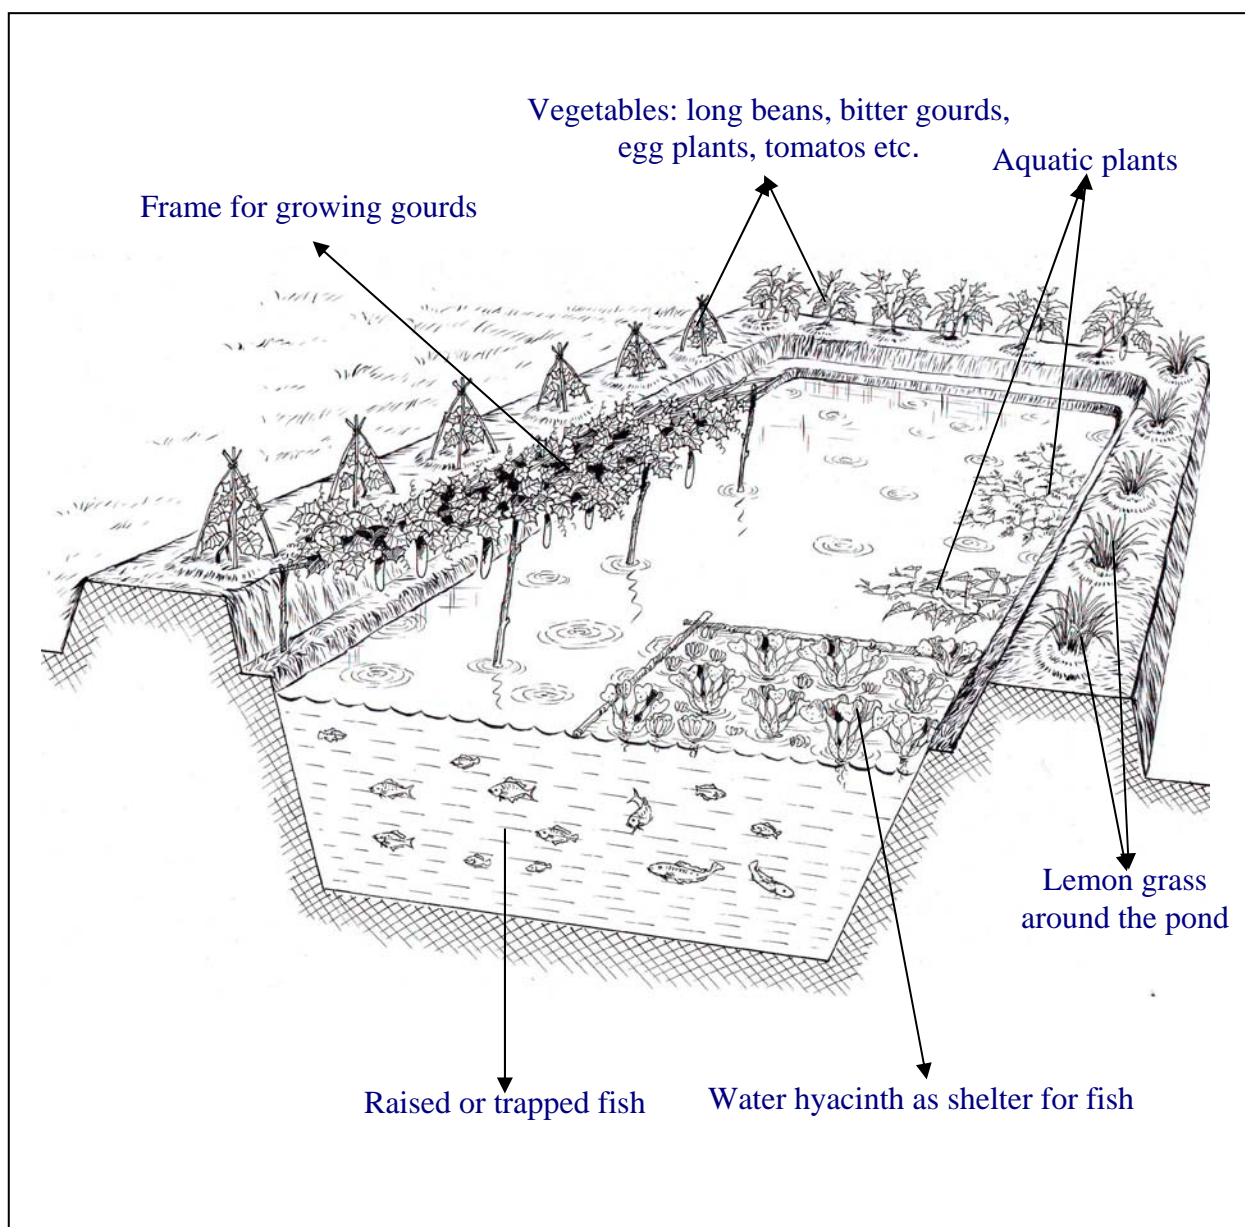 Vegetables: long beans, bitter gourds,
egg plants, tomatos etc.
Aquatic plants
Frame for growing gourds
Lemon grass
around the pond
Raised or trapped fish
Water hyacinth as shelter for fish